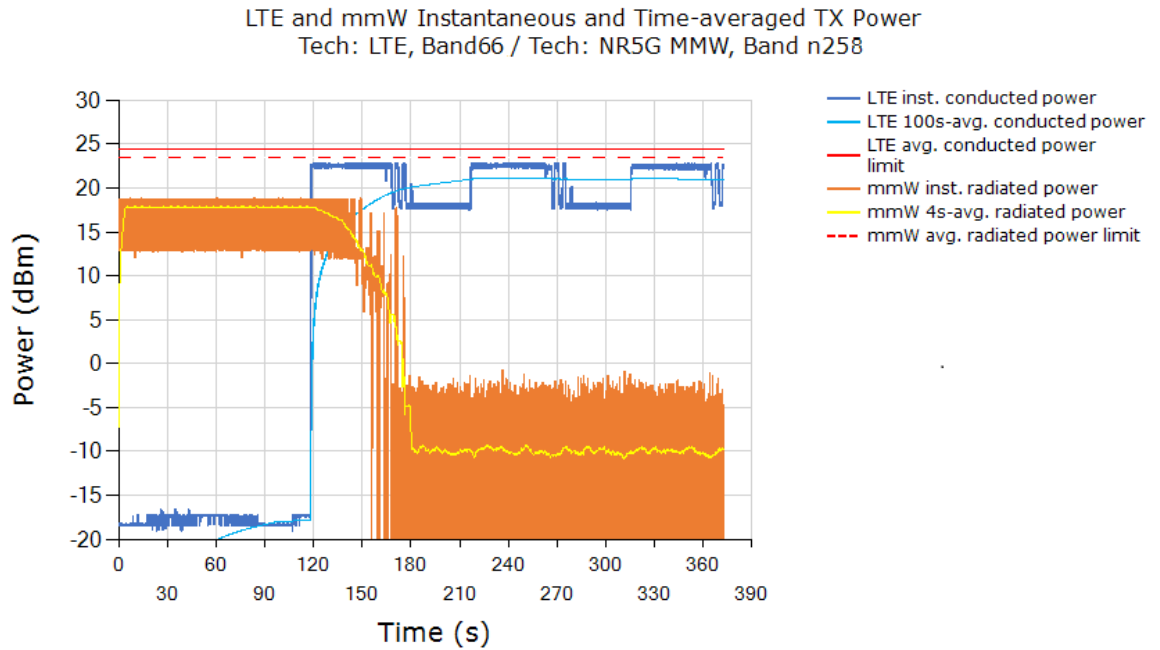 LTE and mmW Instantaneous and Time-averaged TX Power
Tech: LTE, Band66 / Tech: NR5G MMW, Band n258
30
25
20
15
10
5
0
-5
-10
-15
-20
Power (dBm)
0 60 120 180 240 300 360
30 90 150 210 270 330 390
Time (s)
LTE inst. conducted power
LTE 100s-avg. conducted power
LTE avg. conducted power
limit
mmW inst. radiated power
mmW 4s-avg. radiated power
mmW avg. radiated power limit